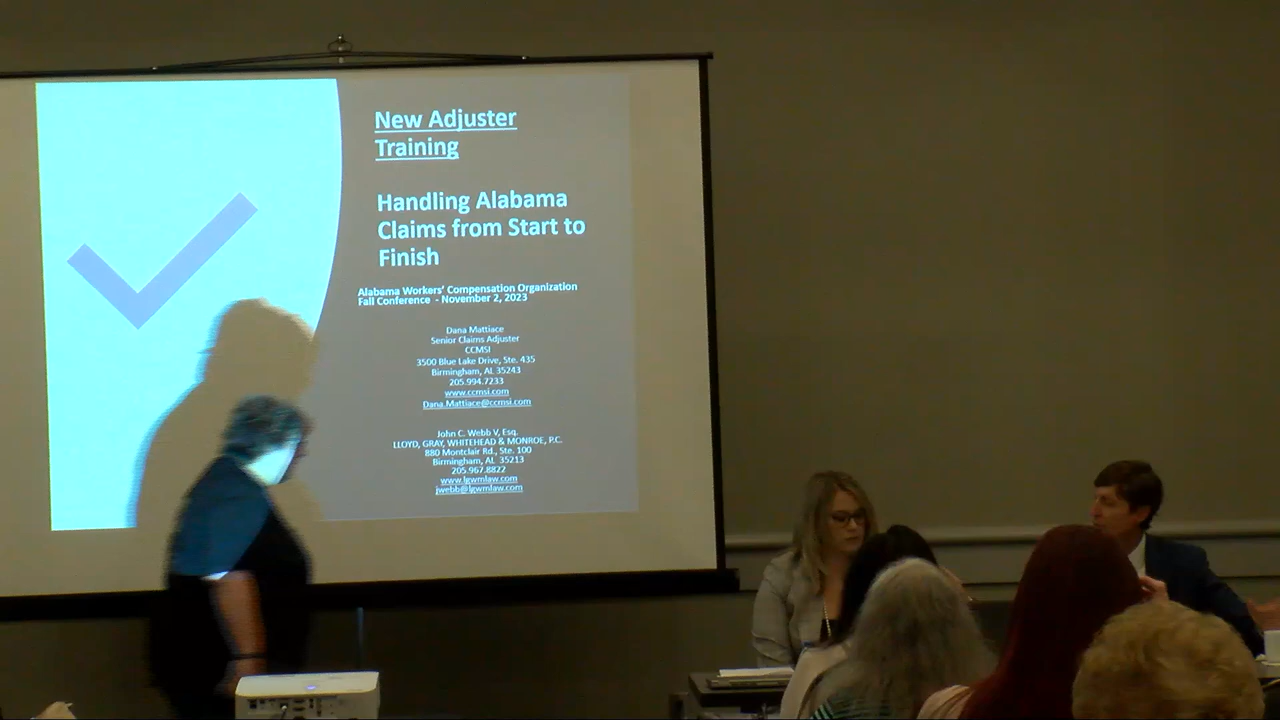 New Adjuster
Training
Handling Alabama
Claims from Start to
Finish
Alabama Workers' Compensation Organization
Fall Conference - November 2, 2023
Dana Mattiace
Senior Claims Adjuster
CCMSI
3500 Blue Lake Drive, Ste. 435
Birmingham, AL 35243
205.994.7233
www.ccmsi.com
Dana.Mattiace@ccmsi.com
John C. Webb V, Esq.
LLOYD, GRAY, WHITEHEAD & MONROE, P.C.
880 Montclair Rd., Ste. 100
Birmingham, AL 35213
205.967.8822
www.lgwmlaw.com
jwebb@lgwmlaw.com